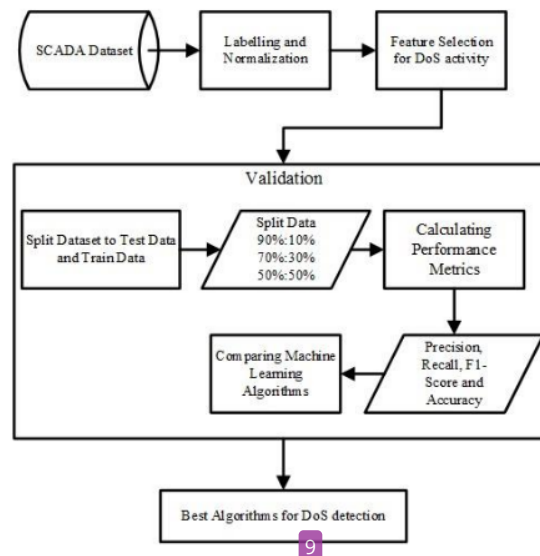 SCADA Dataset
Labelling and
Normalization
Feature Selection
for DoS activity
Validation
Split Dataset to Test Data
and Train Data
Split Data
90%:10%
70%:30%
50%:50%
Calculating
Performance
Metrics
Comparing Machine
Learning
Algorithms
Precision,
Recall, F1-
Score and
Accuracy
Best Algorithms for DoS detection
9